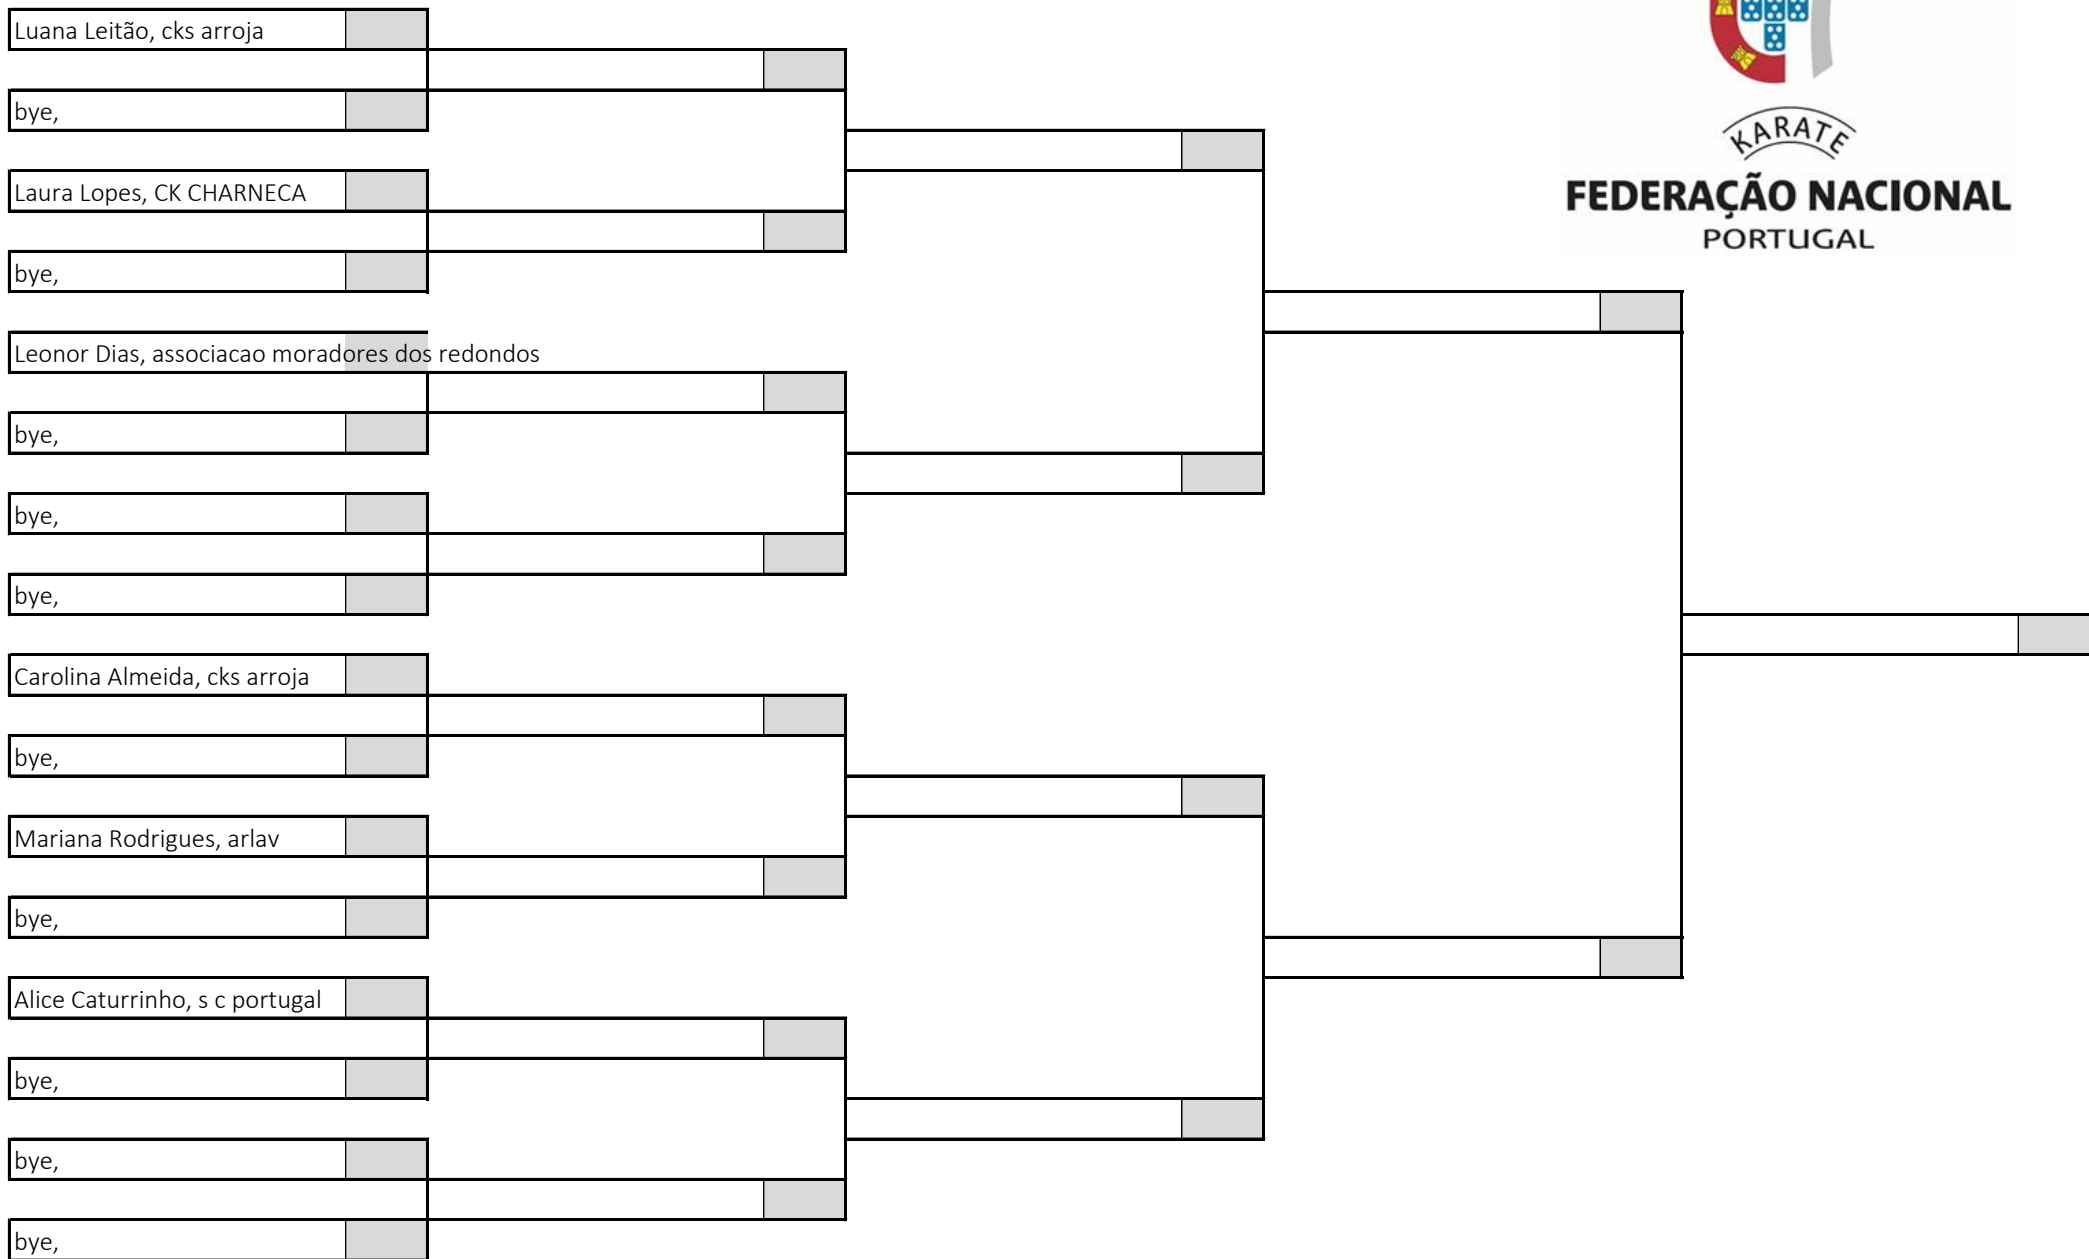 Luana Leitão, cks arroja
bye,
Laura Lopes, CK CHARNECA
bye,
Leonor Dias, associacao moradores dos redondos
bye,
bye,
bye,
Carolina Almeida, cks arroja
bye,
Mariana Rodrigues, arlav
bye,
Alice Caturrinho, s c portugal
bye,
bye,
bye,
KARATE
FEDERAÇÃO NACIONAL
PORTUGAL